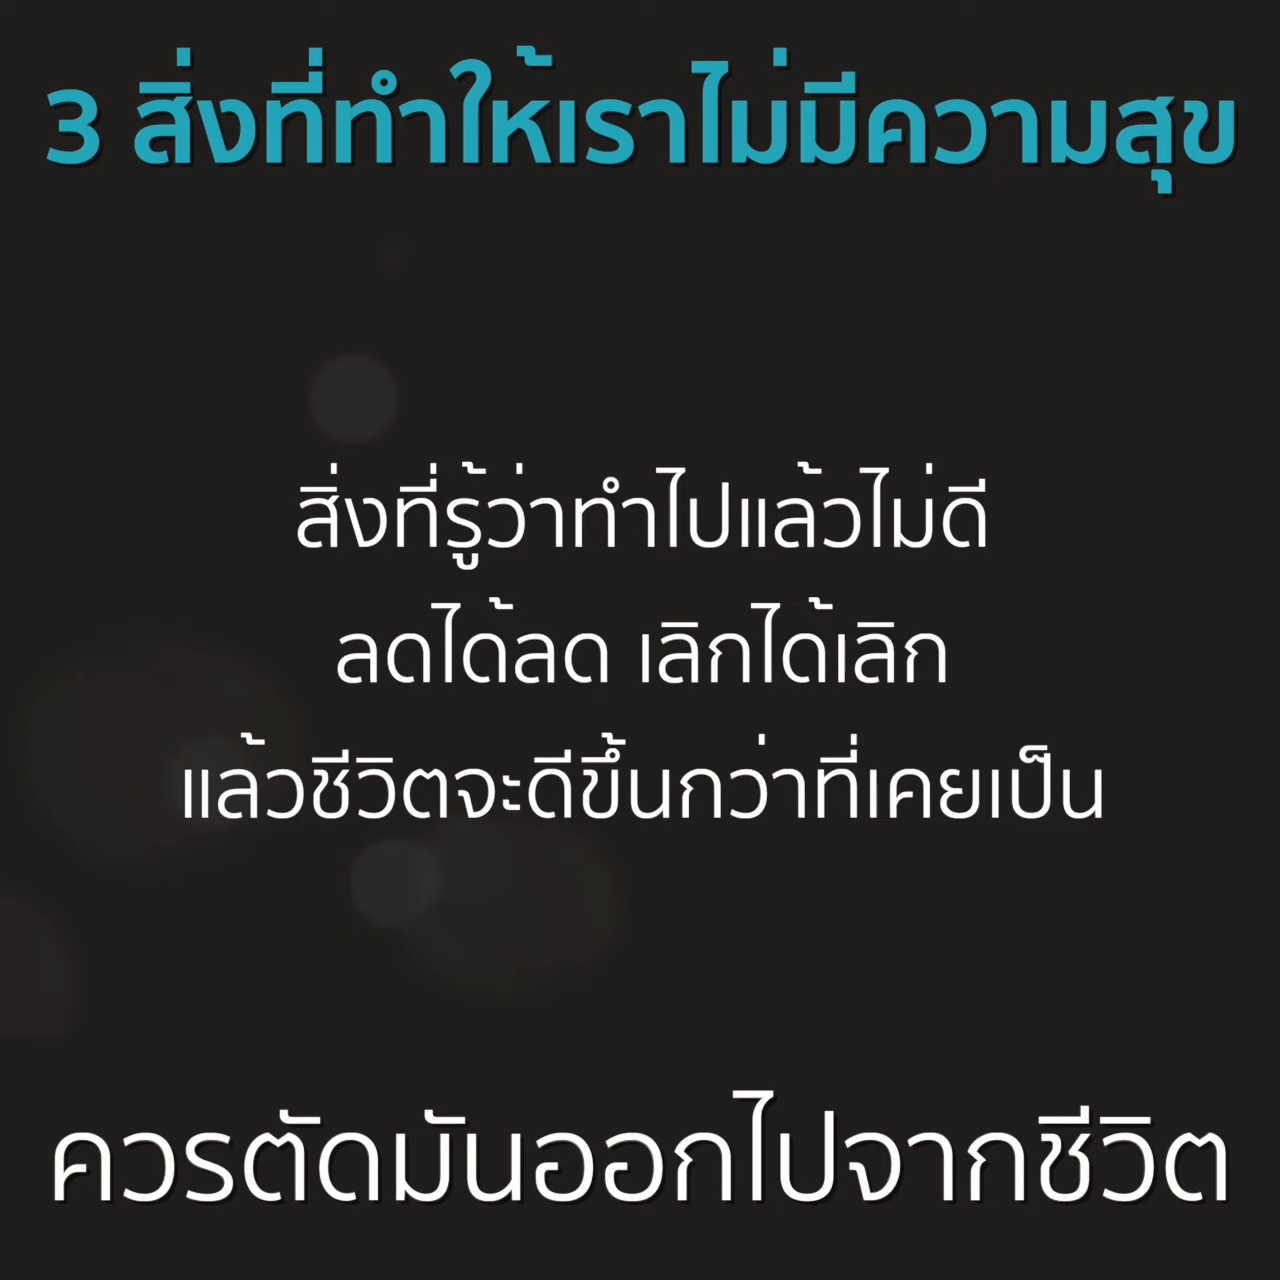 3 สิ่งที่ทำให้เราไม่มีความสุข
สิ่งที่รู้ว่าทำไปแล้วไม่ดี
ลดได้ลด เลิกได้เลิก
แล้วชีวิตจะดีขึ้นกว่าที่เคยเป็น
ควรตัดมันออกไปจากชีวิต